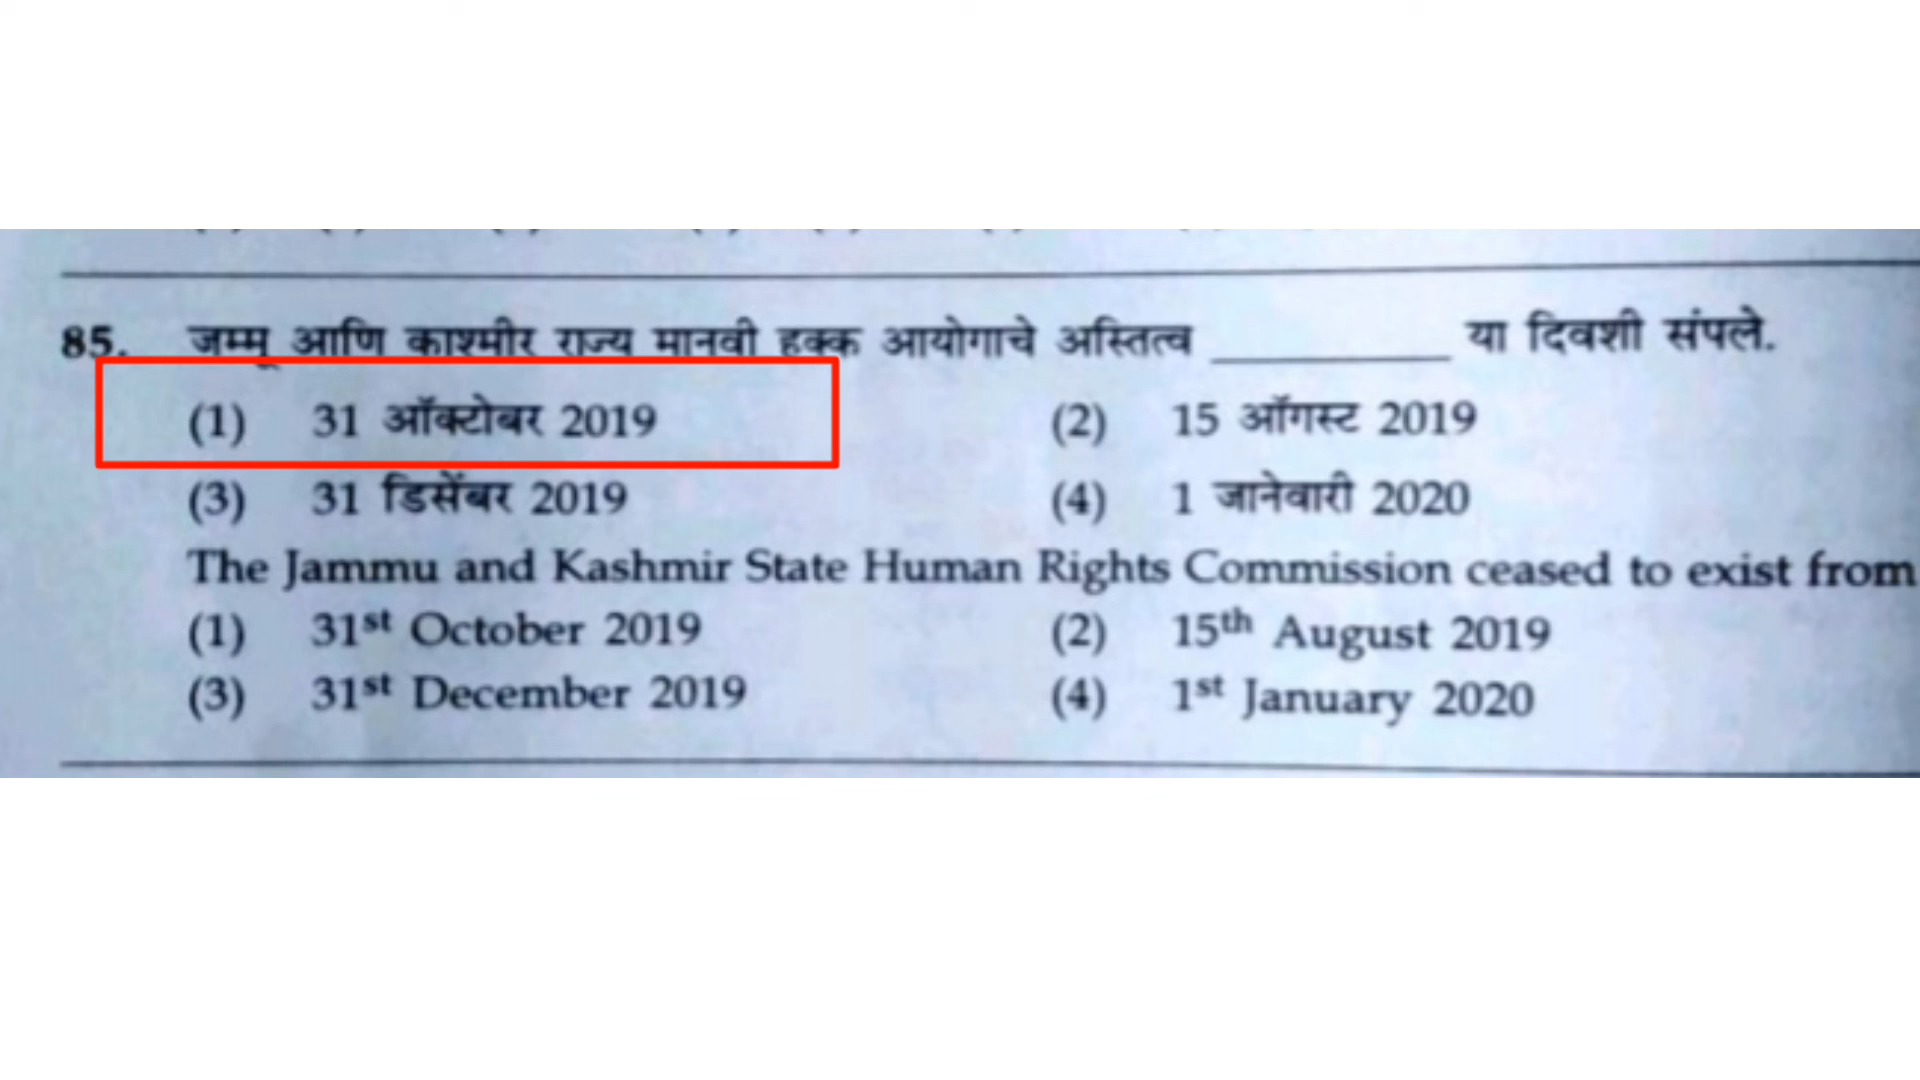 85. जम्मू आणि काश्मीर राज्य मानवी हक्क आयोगाचे अस्तित्व __________ या दिवशी संपले.
(1) 31 ऑक्टोबर 2019 (2) 15 ऑगस्ट 2019
(3) 31 डिसेंबर 2019 (4) 1 जानेवारी 2020
The Jammu and Kashmir State Human Rights Commission ceased to exist from
(1) 31st October 2019 (2) 15th August 2019
(3) 31st December 2019 (4) 1st January 2020